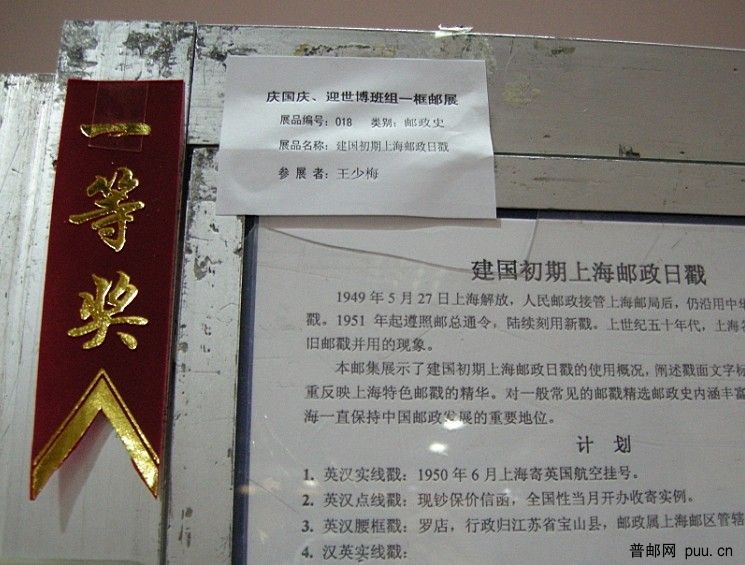 一等奖
庆国庆、迎世博班组一框邮展
展品编号：018 类别：邮政史
展品名称：建国初期上海邮政日戳
参 展 者：王少梅
建国初期上海邮政日戳
1949 年 5 月 27 日上海解放，人民邮政接管上海邮局后，仍沿用中华
戳。1951 年起遵照邮总通令，陆续刻用新戳。上世纪五十年代，上海
旧邮戳并用的现象。
本邮集展示了建国初期上海邮政日戳的使用概况，阐述戳面文字标
重反映上海特色邮戳的精华。对一般常见的邮戳精选邮政史内涵丰富
海一直保持中国邮政发展的重要地位。
计 划
1. 英汉实线戳：1950 年 6 月上海寄英国航空挂号。
2. 英汉点线戳：现钞保价信函，全国性当月开办收寄实例。
3. 英汉腰框戳：罗店，行政归江苏省宝山县，邮政属上海邮区管辖
4. 汉英实线戳：
普邮网 puu.cn